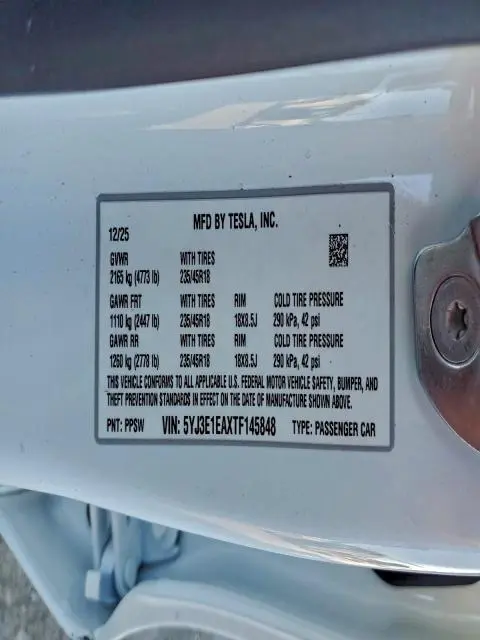 MFD BY TESLA, INC.
12/25
GVWR WITH TIRES
2165 kg (4773 lb) 235/45R18
GAWR FRT WITH TIRES RIM COLD TIRE PRESSURE
1110 kg (2447 lb) 235/45R18 18X8.5J 290 kPa, 42 psi
GAWR RR WITH TIRES RIM COLD TIRE PRESSURE
1260 kg (2778 lb) 235/45R18 18X8.5J 290 kPa, 42 psi
THIS VEHICLE CONFORMS TO ALL APPLICABLE U.S. FEDERAL MOTOR VEHICLE SAFETY, BUMPER, AND
THEFT PREVENTION STANDARDS IN EFFECT ON THE DATE OF MANUFACTURE SHOWN ABOVE.
PNT: PPSW VIN: 5YJ3E1EAXTF145848 TYPE: PASSENGER CAR